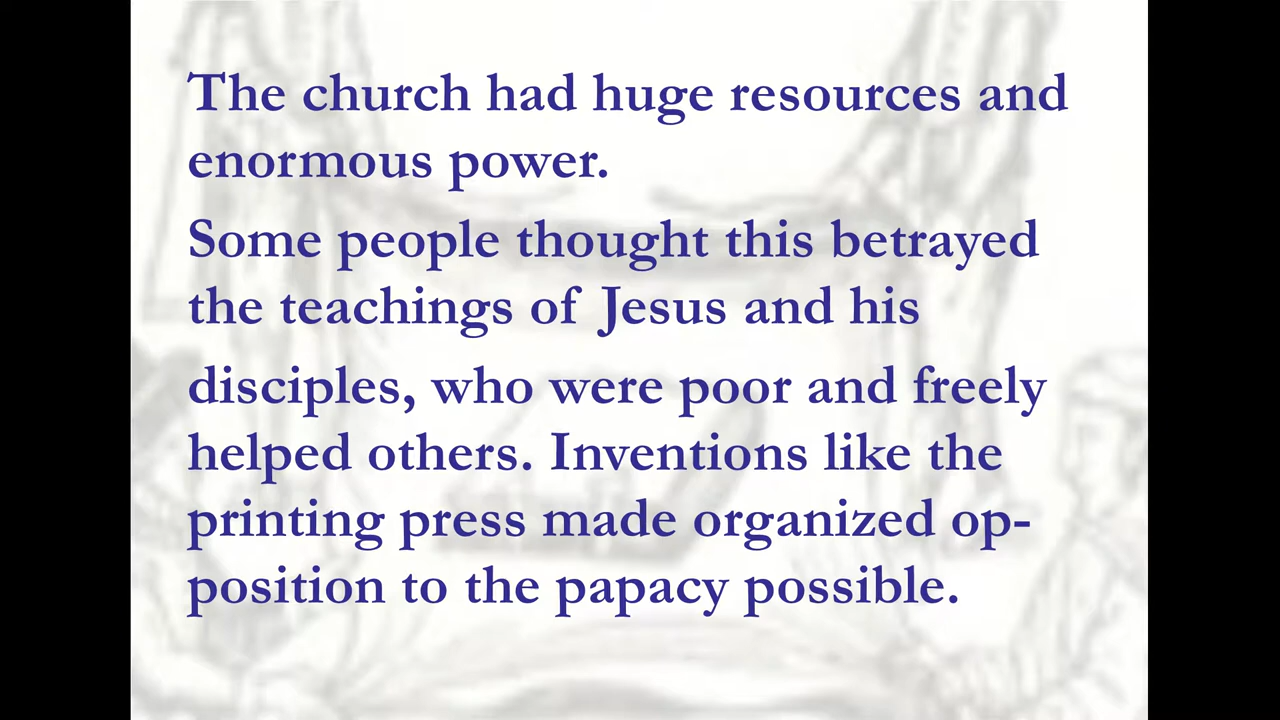 The church had huge resources and
enormous power.
Some people thought this betrayed
the teachings of Jesus and his
disciples, who were poor and freely
helped others. Inventions like the
printing press made organized op-
position to the papacy possible.